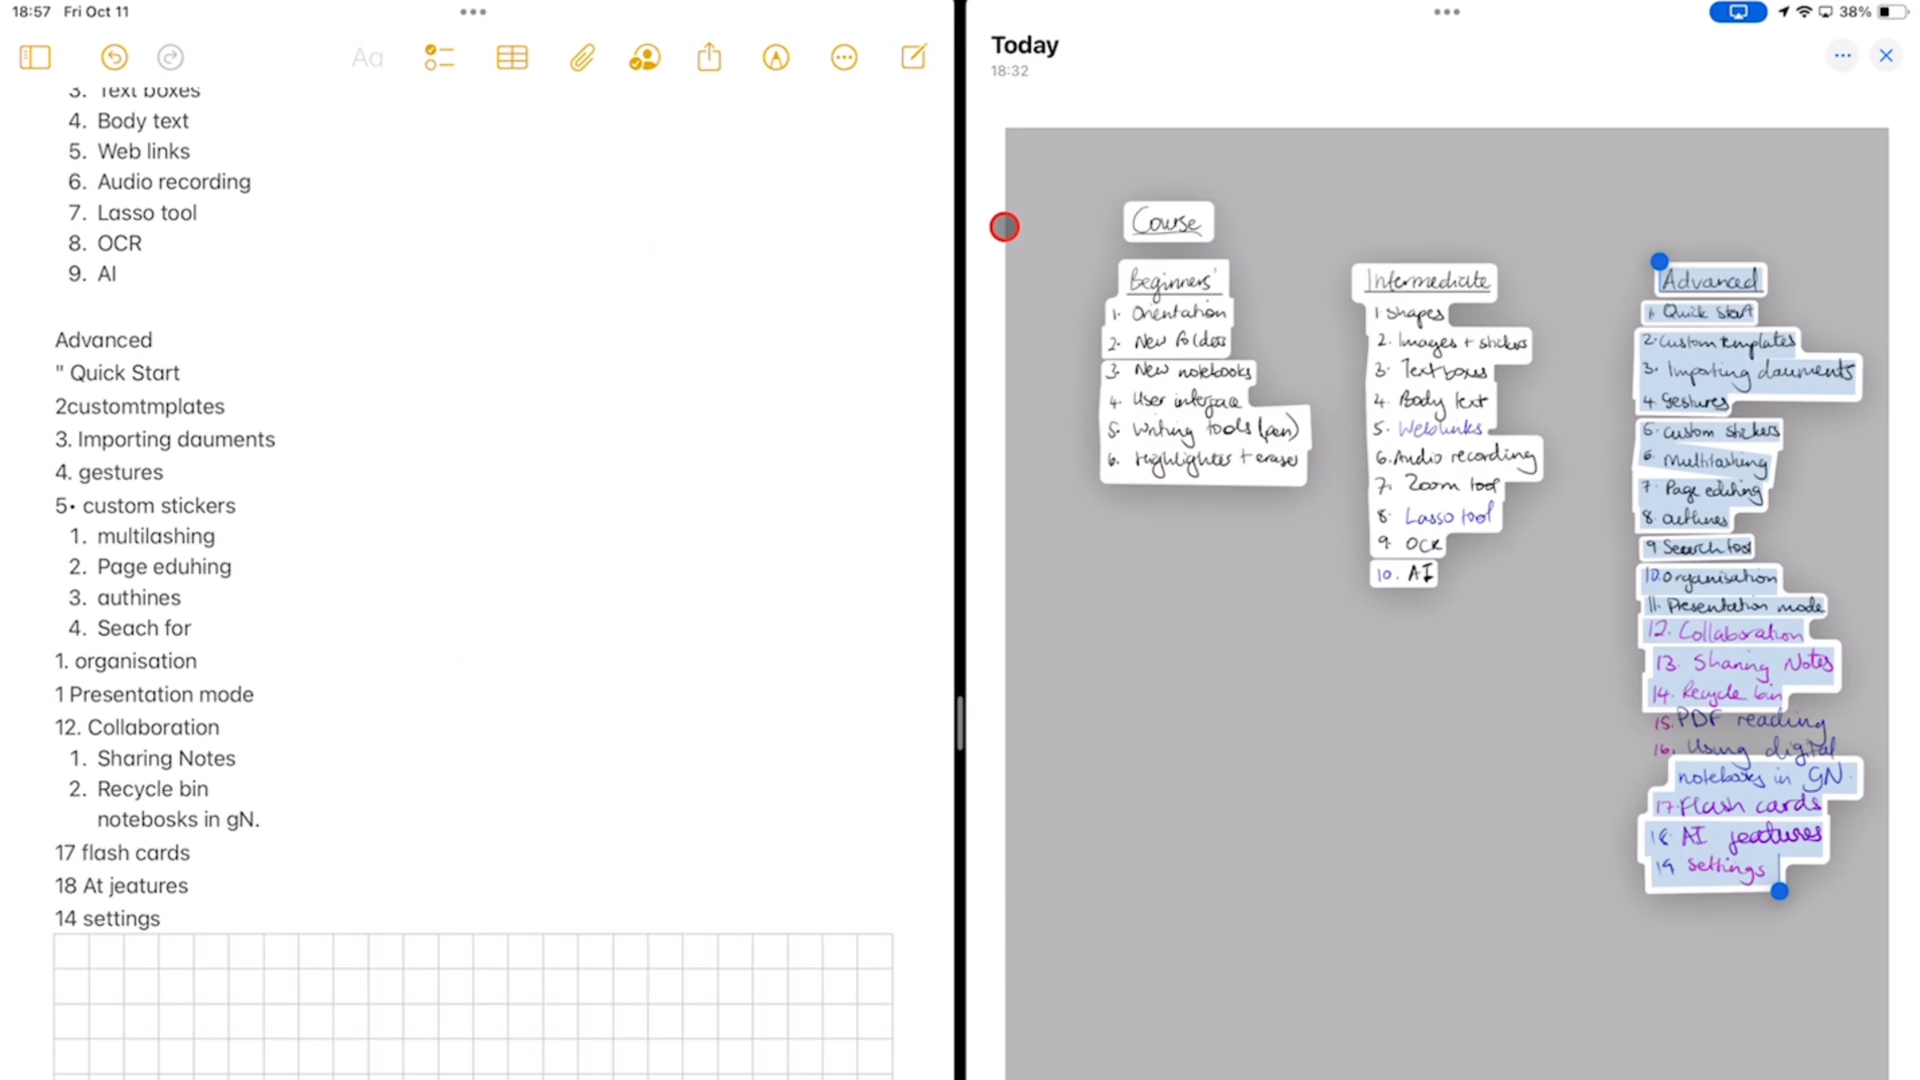 18:57 Fri Oct 11
Aa
3. Text boxes
4. Body text
5. Web links
6. Audio recording
7. Lasso tool
8. OCR
9. AI
Advanced
" Quick Start
2customtmplates
3. Importing dauments
4. gestures
5• custom stickers
1. multilashing
2. Page eduhing
3. authines
4. Seach for
1. organisation
1 Presentation mode
12. Collaboration
1. Sharing Notes
2. Recycle bin
notebosks in gN.
17 flash cards
18 At jeatures
14 settings
38%
Today
18:32
Course
Beginners'
1. Orientation
2. New folder
3. New notebooks
4. User interface
5. Writing tools (pen)
6. Highlighter + eraser
Intermediate
1. Shapes
2. Images + stickers
3. Text boxes
4. Body text
5. Weblinks
6. Audio recording
7. Zoom tool
8. Lasso tool
9. OCR
10. AI
Advanced
1. Quick start
2. Custom templates
3. Importing documents
4. gestures
5. custom stickers
6. Multitasking
7. Page editing
8. outlines
9 Search tool
10. organisation
11. Presentation mode
12. Collaboration
13. Sharing Notes
14. Recycle bin
15. PDF reading
16. Using digital
notebooks in GN.
17. Flash cards
18. AI features
19 settings